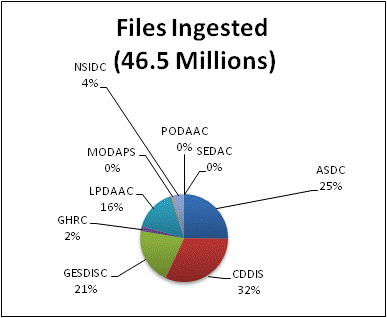 Files Ingested
(46.5 Millions)
NSIDC
4%
PODAAC
0%
SEDAC
0%
MODAPS
0%
ASDC
25%
LPDAAC
16%
GHRC
2%
GESDISC
21%
CDDIS
32%